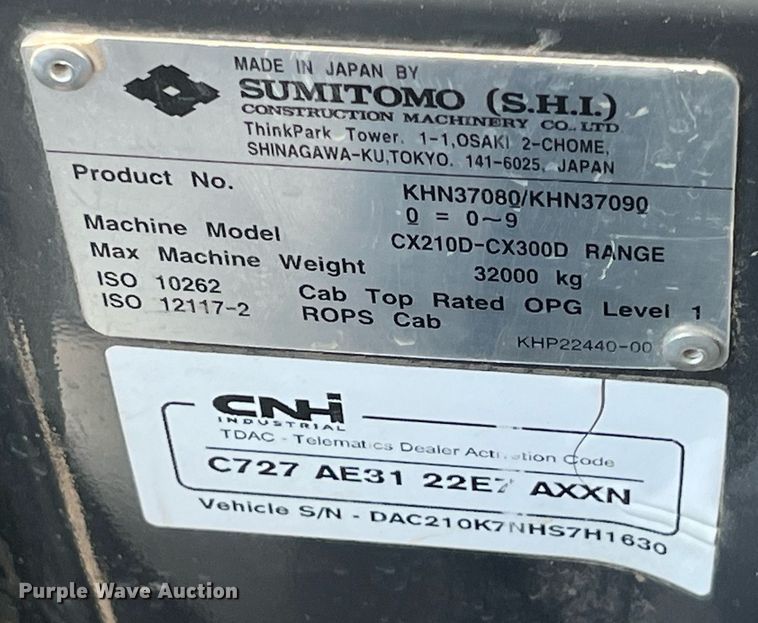 MADE IN JAPAN BY
SUMITOMO (S.H.I.)
CONSTRUCTION MACHINERY CO., LTD
ThinkPark Tower. 1-1,OSAKI 2-CHOME,
SHINAGAWA-KU,TOKYO. 141-6025, JAPAN
Product No. KHN37080/KHN37090
0 = 0~9
Machine Model CX210D-CX300D RANGE
Max Machine Weight 32000 kg
ISO 10262 Cab Top Rated OPG Level 1
ISO 12117-2 ROPS Cab
KHP22440-00
CNH
INDUSTRIAL
TDAC - Telematics Dealer Activation Code
C727 AE31 22E7 AXXN
Vehicle S/N - DAC210K7NHS7H1630
Purple Wave Auction